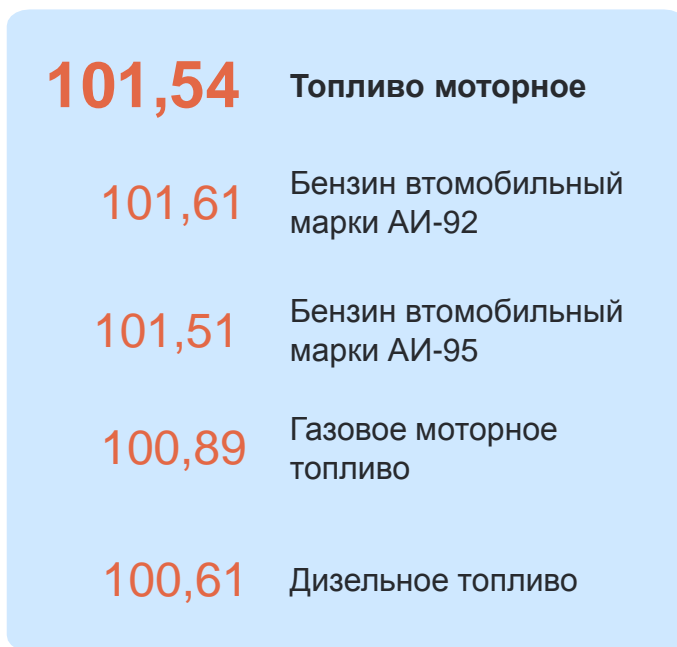 101,54 Топливо моторное
101,61 Бензин втомобильный
марки АИ-92
101,51 Бензин втомобильный
марки АИ-95
100,89 Газовое моторное
топливо
100,61 Дизельное топливо